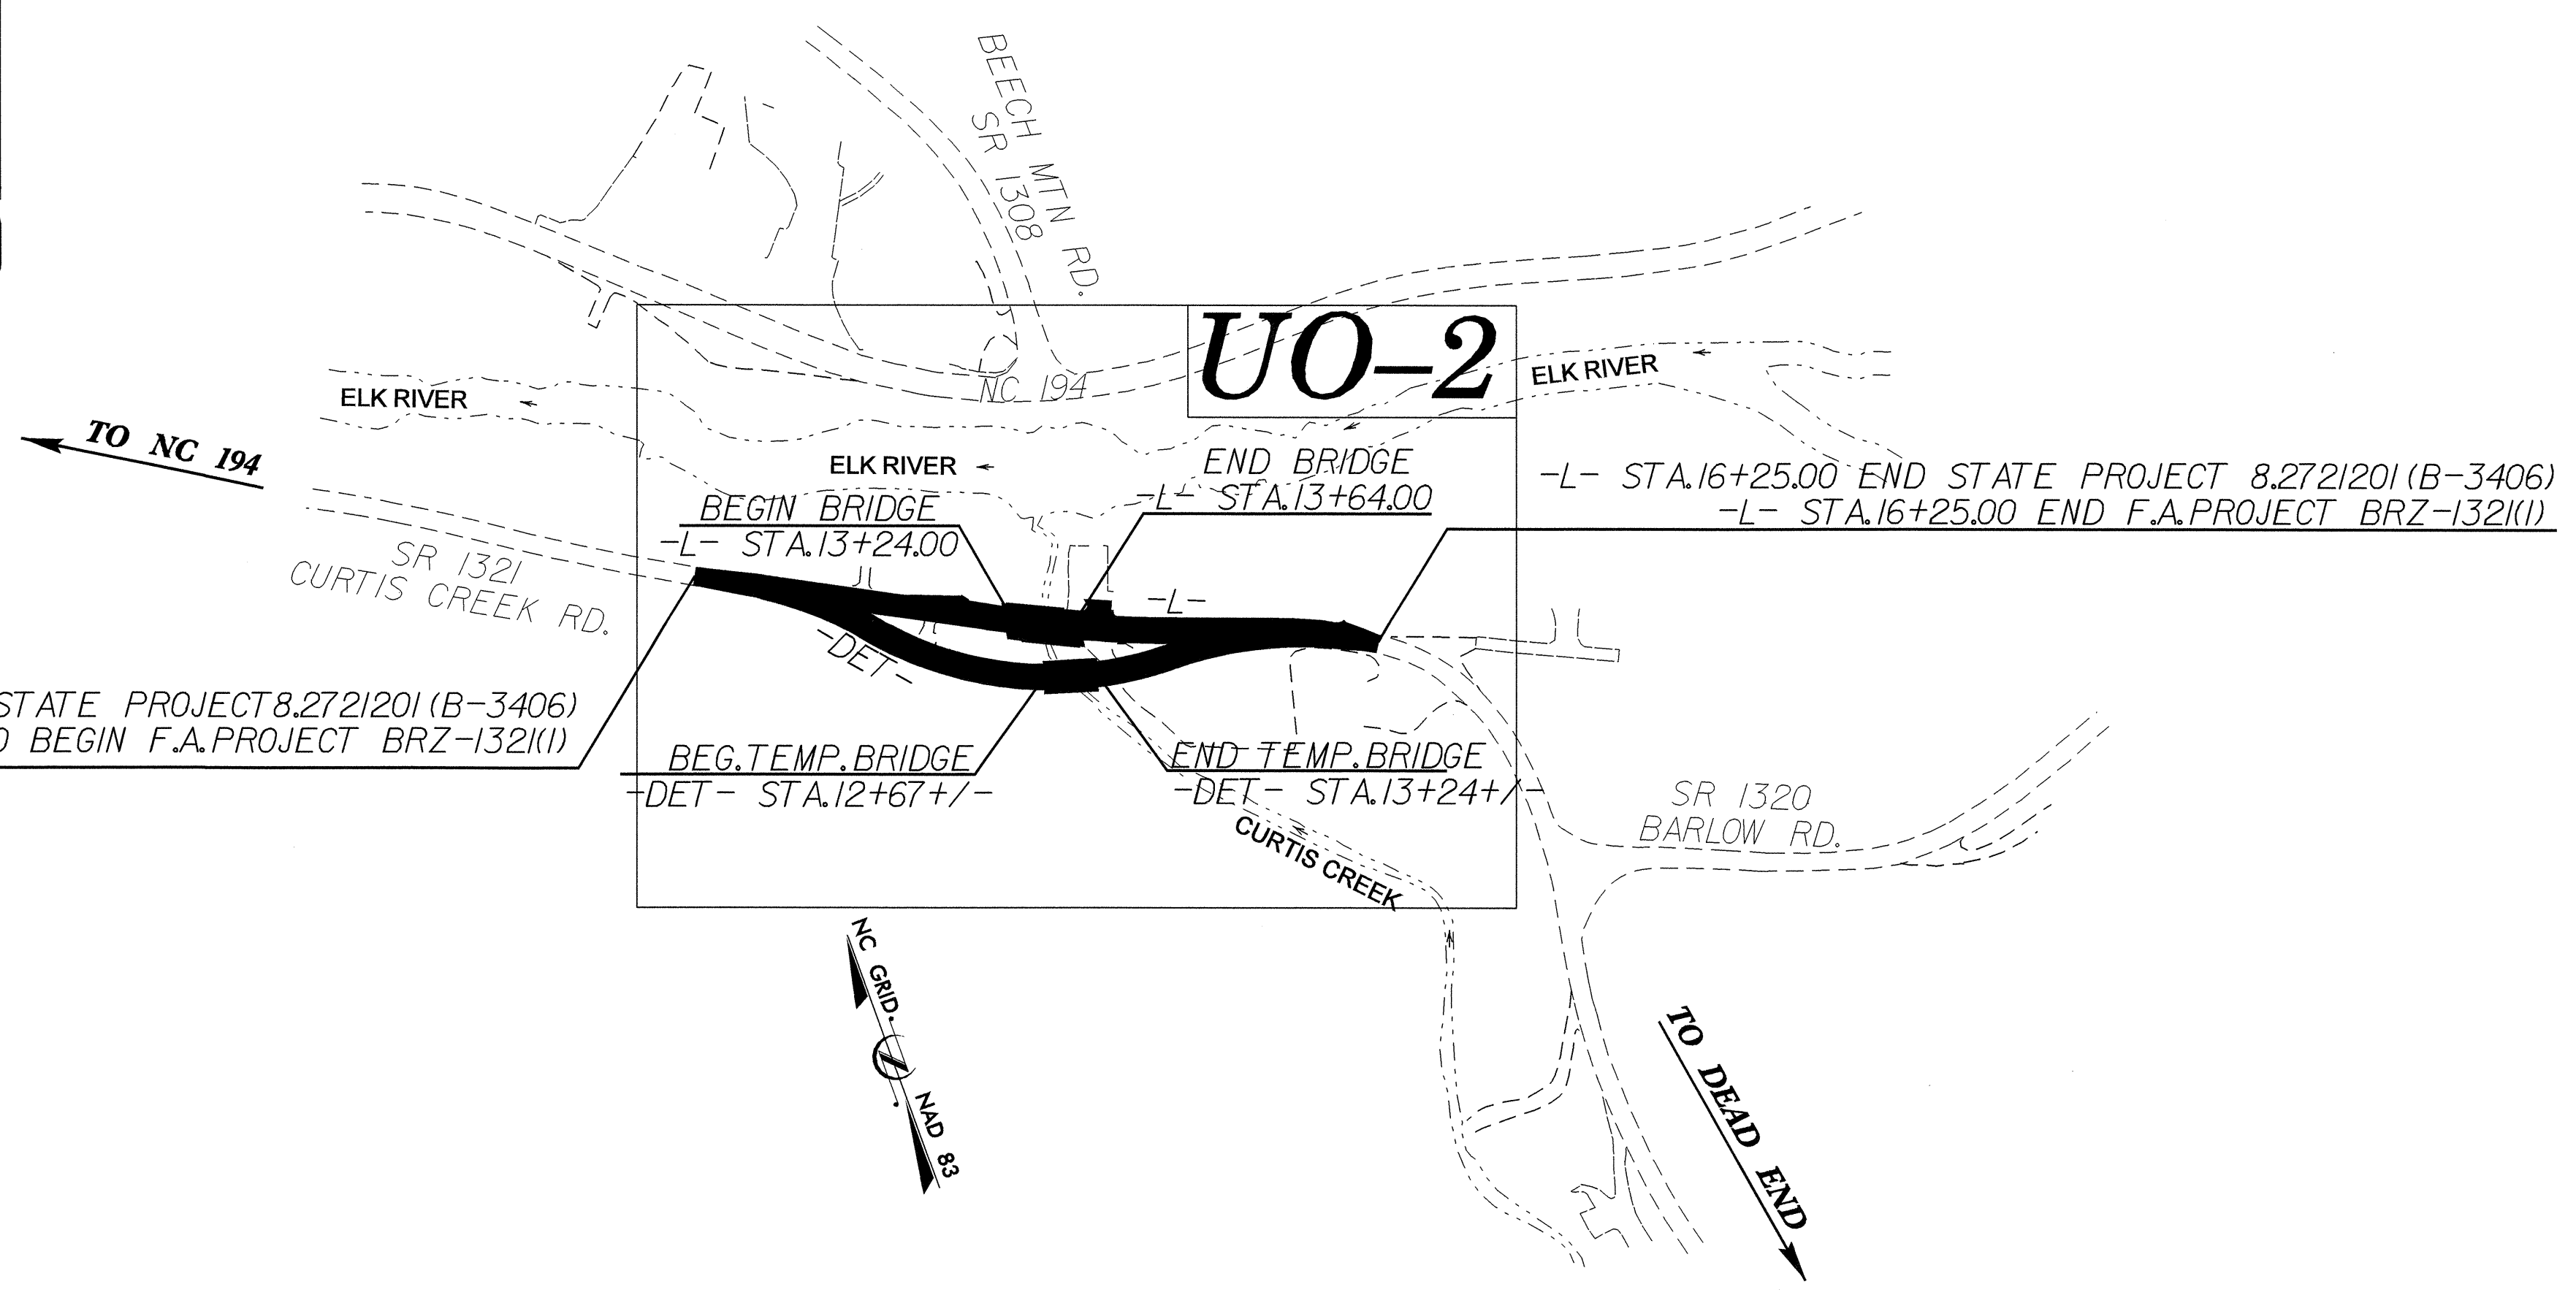 BEECH MTN RD.
SR 1308
UO-2
NC 194
ELK RIVER
ELK RIVER
TO NC 194
ELK RIVER
END BRIDGE
-L- STA.13+64.00
-L- STA.16+25.00 END STATE PROJECT 8.2721201 (B-3406)
-L- STA.16+25.00 END F.A.PROJECT BRZ-1321(1)
BEGIN BRIDGE
-L- STA.13+24.00
SR 1321
CURTIS CREEK RD.
-L-
-DET-
STATE PROJECT 8.2721201 (B-3406)
BEGIN F.A.PROJECT BRZ-1321(1)
BEG.TEMP.BRIDGE
-DET- STA.12+67+/-
END TEMP.BRIDGE
-DET- STA.13+24+/-
SR 1320
BARLOW RD.
CURTIS CREEK
NC GRID.
NAD 83
TO DEAD END